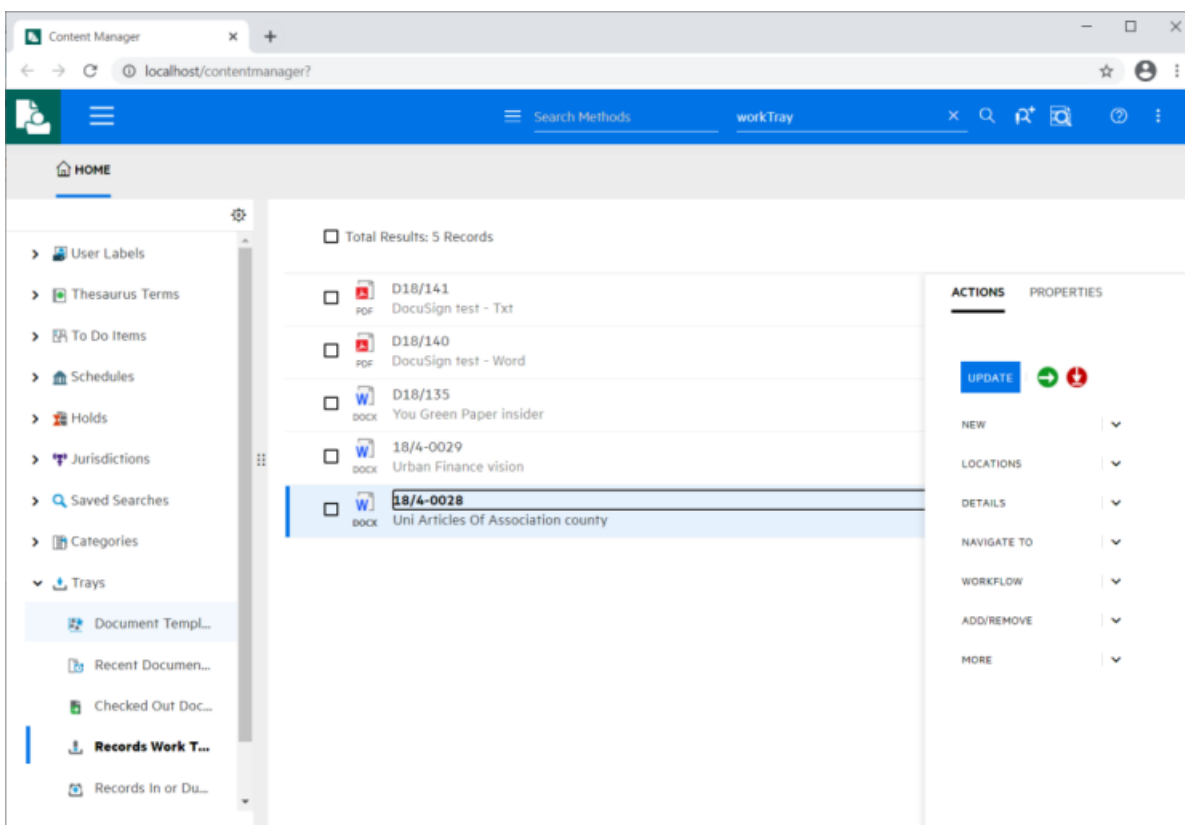 Content Manager
localhost/contentmanager?
Search Methods
workTray
HOME
User Labels
Thesaurus Terms
To Do Items
Schedules
Holds
Jurisdictions
Saved Searches
Categories
Trays
Document Templ...
Recent Documen...
Checked Out Doc...
Records Work T...
Records In or Du...
Total Results: 5 Records
D18/141
PDF
DocuSign test - Txt
D18/140
PDF
DocuSign test - Word
D18/135
DOCX
You Green Paper insider
18/4-0029
DOCX
Urban Finance vision
18/4-0028
DOCX
Uni Articles Of Association county
ACTIONS PROPERTIES
UPDATE
NEW
LOCATIONS
DETAILS
NAVIGATE TO
WORKFLOW
ADD/REMOVE
MORE